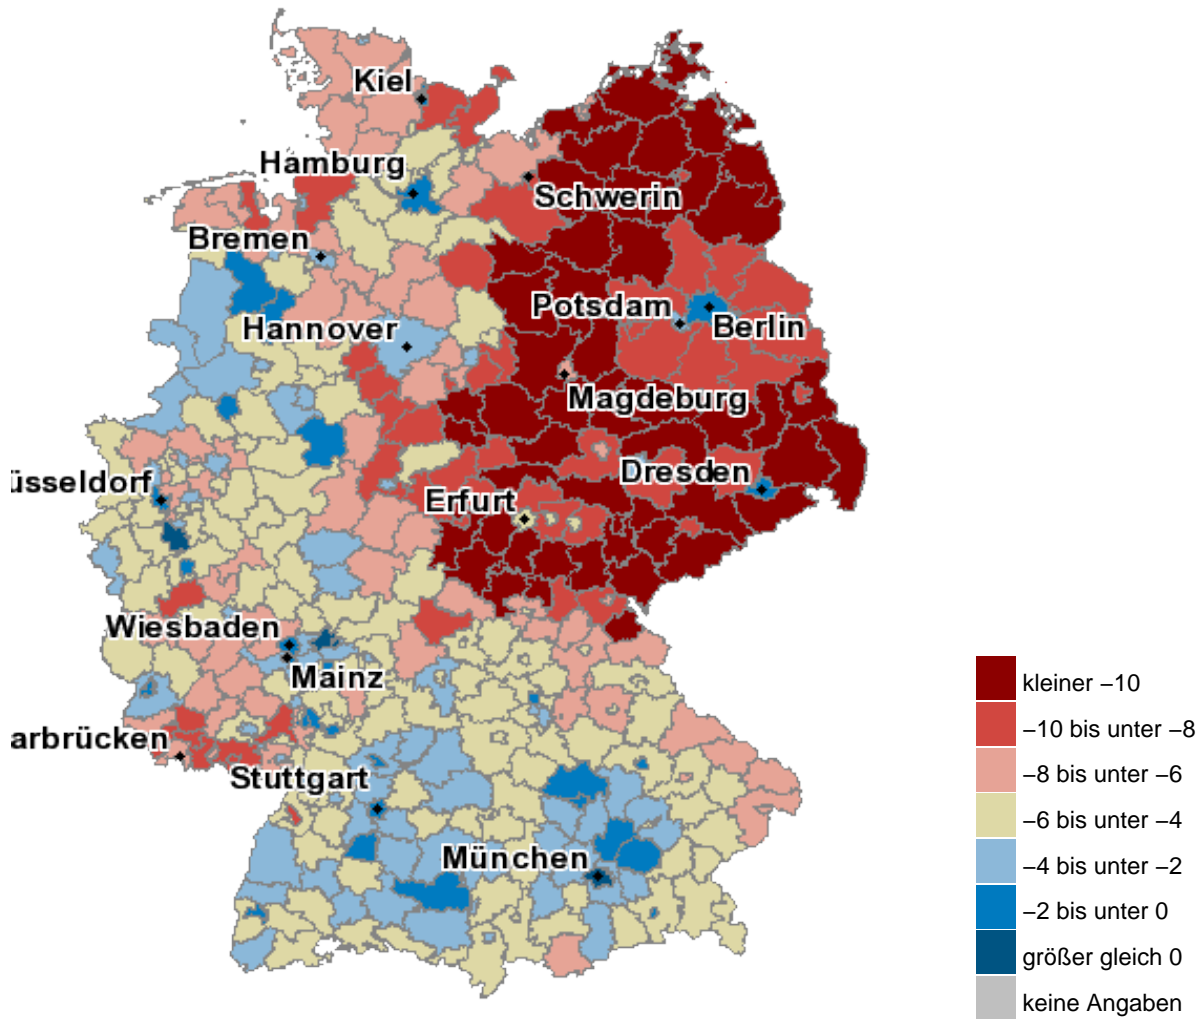 Kiel
Hamburg
Schwerin
Bremen
Potsdam
Berlin
Hannover
Magdeburg
üsseldorf
Dresden
Erfurt
Wiesbaden
Mainz
arbrücken
Stuttgart
München
kleiner −10
−10 bis unter −8
−8 bis unter −6
−6 bis unter −4
−4 bis unter −2
−2 bis unter 0
größer gleich 0
keine Angaben